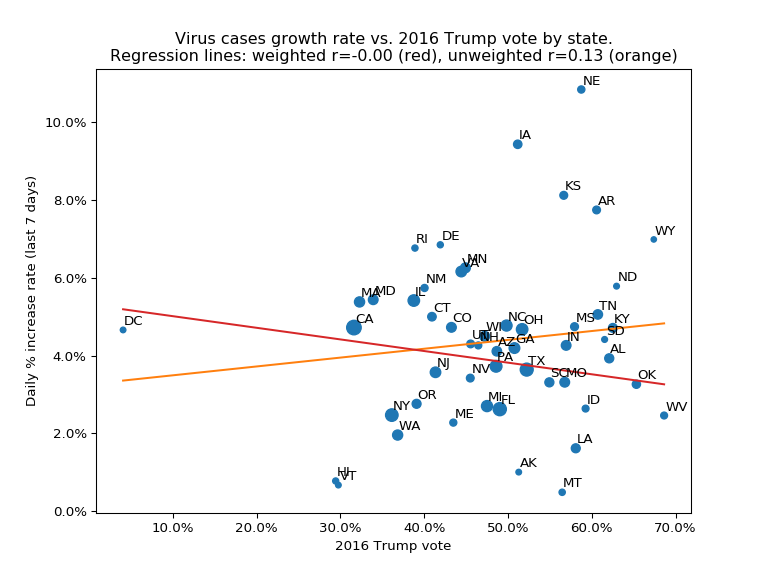 Virus cases growth rate vs. 2016 Trump vote by state.
Regression lines: weighted r=-0.00 (red), unweighted r=0.13 (orange)
NE
10.0%
IA
KS
8.0%
AR
WY
RI
DE
MN
VA
6.0%
ND
NM
MA
MD
IL
TN
CT
DC
CA
CO
WI
NC
OH
MS
KY
SD
NH
AZ
GA
IN
4.0%
PA
AL
NJ
NV
TX
SC
MO
OK
OR
ME
MI
FL
ID
NY
WV
2.0%
WA
LA
HI
VT
AK
MT
0.0%
10.0% 20.0% 30.0% 40.0% 50.0% 60.0% 70.0%
2016 Trump vote
Daily % increase rate (last 7 days)